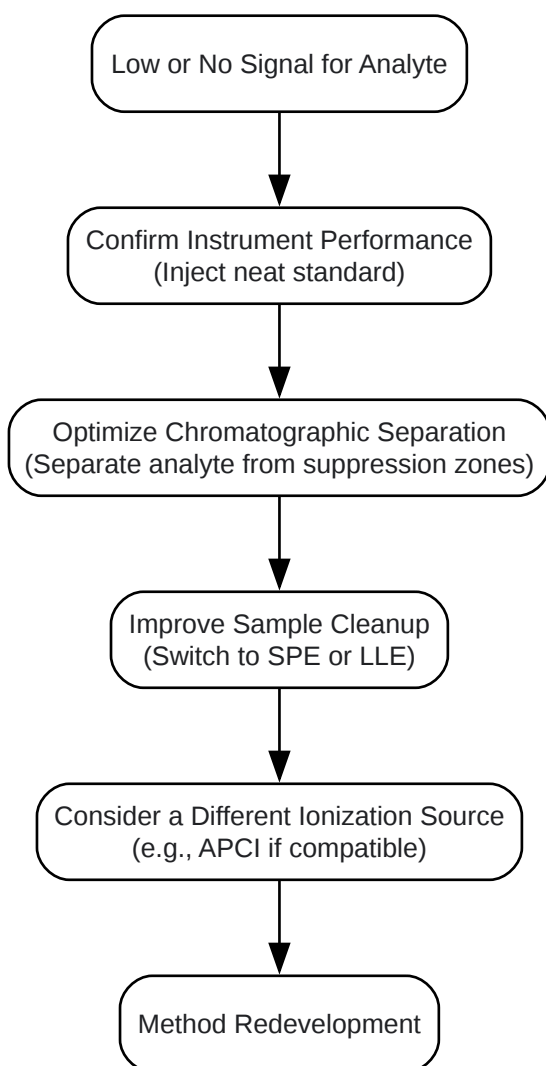 Low or No Signal for Analyte
Confirm Instrument Performance
(Inject neat standard)
Optimize Chromatographic Separation
(Separate analyte from suppression zones)
Improve Sample Cleanup
(Switch to SPE or LLE)
Consider a Different Ionization Source
(e.g., APCI if compatible)
Method Redevelopment